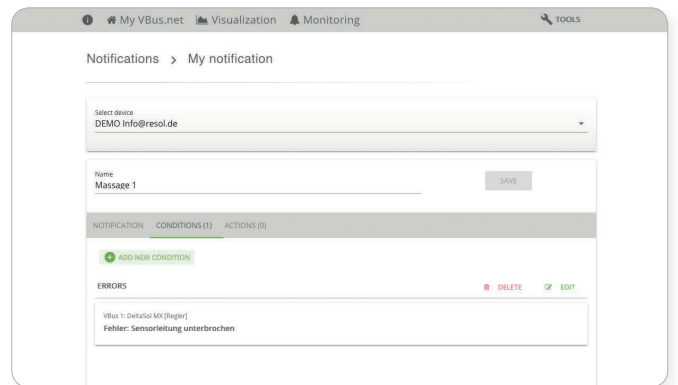 My VBus.net Visualization Monitoring TOOLS
Notifications > My notification
Select device
DEMO Info@resol.de
Name
Massage 1
SAVE
NOTIFICATION CONDITIONS (1) ACTIONS (0)
ADD NEW CONDITION
ERRORS DELETE EDIT
VBus 1: DeltaSol MX [Regler]
Fehler: Sensorleitung unterbrochen